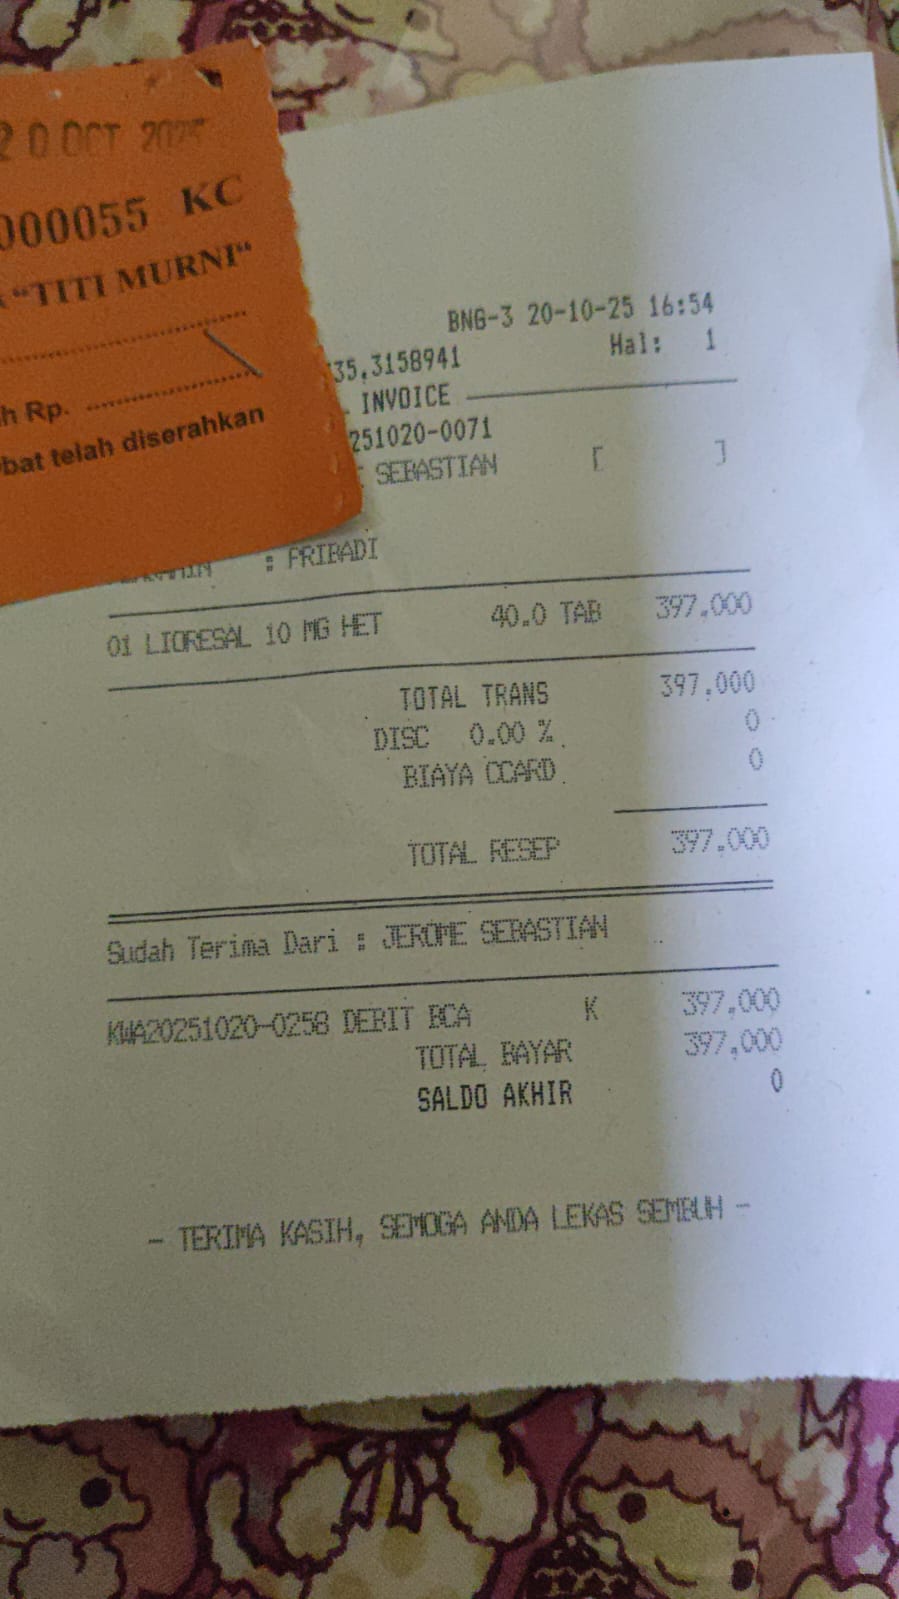 20 OCT 2025
000055 KC
"TITI MURNI"
Rp.
telah diserahkan
BNG-3 20-10-25 16:54
35,3158941 Hal: 1
INVOICE
251020-0071
SEBASTIAN [ ]
: PRIBADI
01 LIORESAL 10 MG HET 40.0 TAB 397,000
TOTAL TRANS 397,000
DISC 0.00 % 0
BIAYA CCARD 0
TOTAL RESEP 397,000
Sudah Terima Dari : JEROME SEBASTIAN
KWA20251020-0258 DEBIT BCA K 397,000
TOTAL BAYAR 397,000
SALDO AKHIR 0
- TERIMA KASIH, SEMOGA ANDA LEKAS SEMBUH -